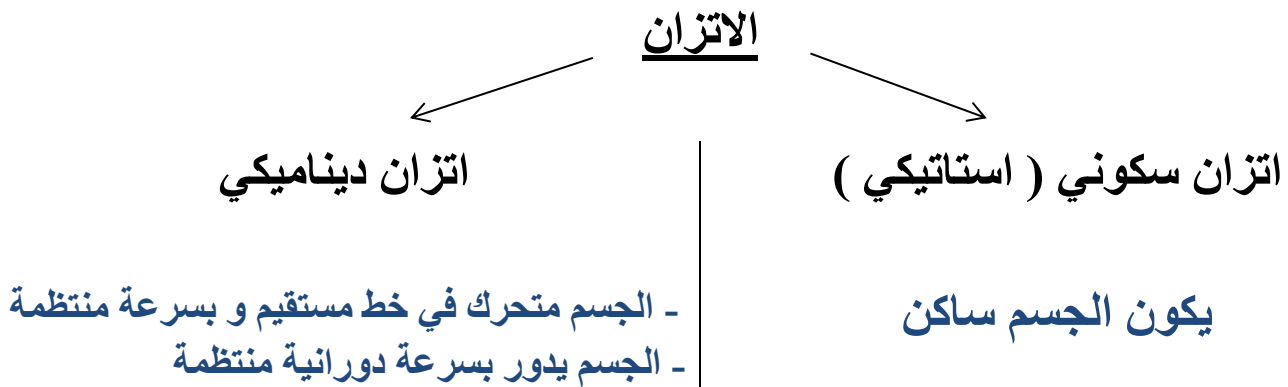 الاتزان
اتزان سكوني ( استاتيكي )
يكون الجسم ساكن
اتزان ديناميكي
- الجسم متحرك في خط مستقيم و بسرعة منتظمة
- الجسم يدور بسرعة دورانية منتظمة